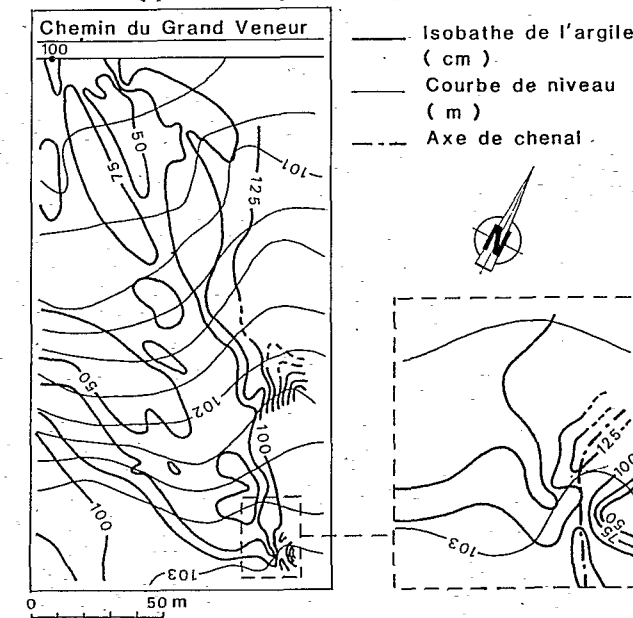 Chemin du Grand Veneur
100
Isobathe de l'argile
( cm )
Courbe de niveau
( m )
Axe de chenal
N
50
75
101
125
50
102
100
100
103
0 50 m
125
100
50
75
103